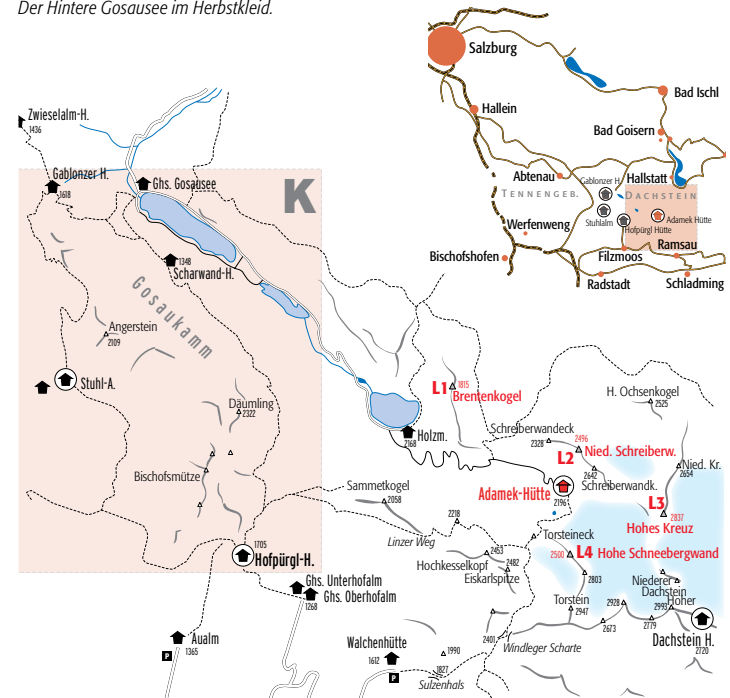 Der Hintere Gosausee im Herbstkleid.
Salzburg
Hallein
Bad Ischl
Bad Goisern
Abtenau
Gablonzer H.
Hallstatt
TENNENGEB.
DACHSTEIN
Stuhlalm
Adamek Hütte
Hofpürgl Hütte
Werfenweng
Bischofshofen
Filzmoos
Ramsau
Radstadt
Schladming
Zwieselalm-H.
1436
Gablonzer H.
1618
Ghs. Gosausee
K
1348
Scharwand-H.
Gosaukamm
Angerstein
2109
Stuhl-A.
Däumling
2322
Bischofsmütze
L1
1815
Brentenkogel
H. Ochsenkogel
2525
Holzm.
2168
Schreiberwandeck
2328
2496
L2
Nied. Schreiberw.
2642
Schreiberwandk.
Nied. Kr.
2654
Sammetkogel
2058
Adamek-Hütte
2196
L3
2837
Hohes Kreuz
2218
Linzer Weg
Torsteineck
2500
L4 Hohe Schneebergwand
2453
Hochkesselkopf
2482
Eiskarlspitze
2803
Niederer
Dachstein
Hoher
2993
Torstein
2947
2928
2673
2779
Dachstein H.
2720
1705
Hofpürgl-H.
Ghs. Unterhofalm
Ghs. Oberhofalm
1268
Aualm
1365
P
Walchenhütte
1612
P
1990
1827
Sulzenhals
2401
Windleger Scharte